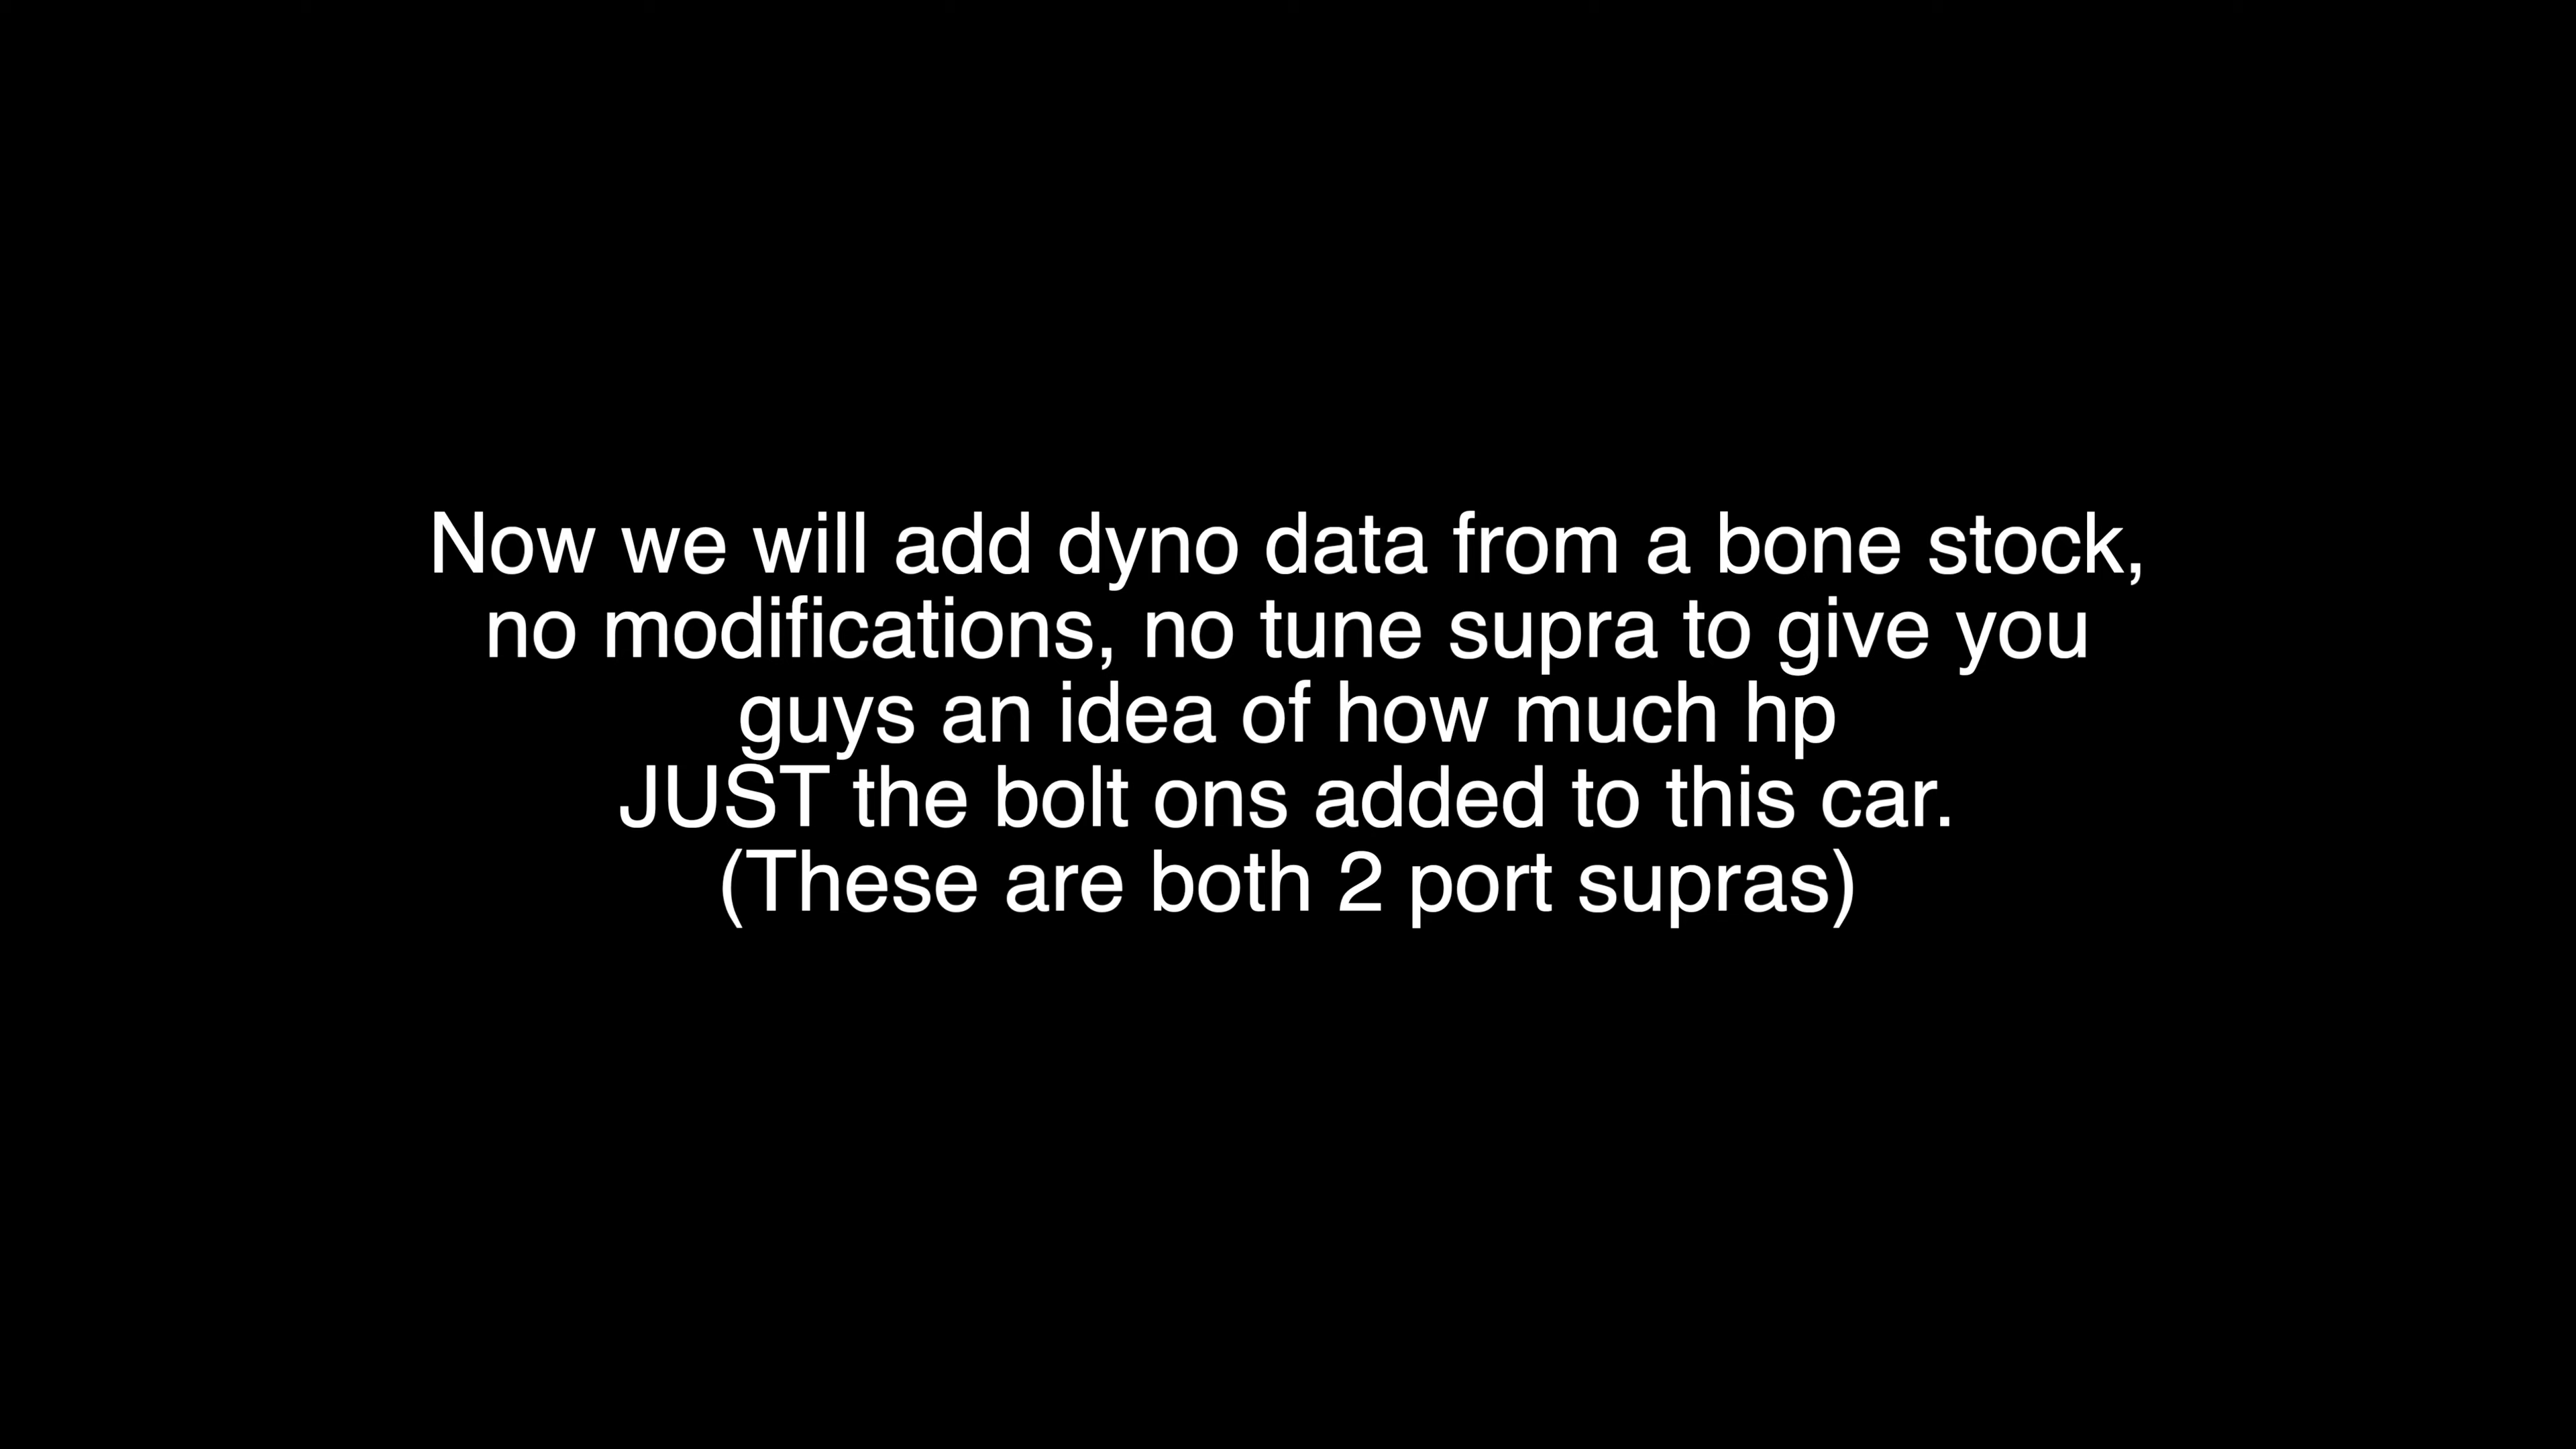 Now we will add dyno data from a bone stock,
no modifications, no tune supra to give you
guys an idea of how much hp
JUST the bolt ons added to this car.
(These are both 2 port supras)